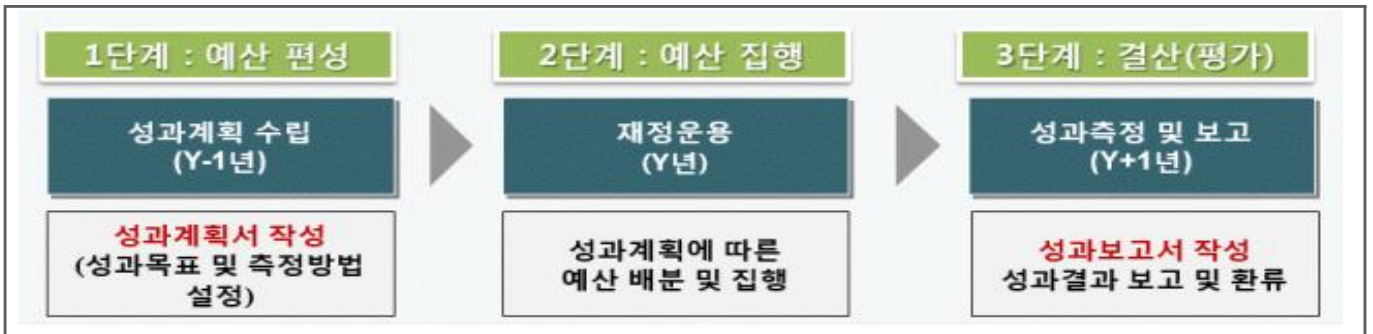 1단계 : 예산 편성
성과계획 수립
(Y-1년)
성과계획서 작성
(성과목표 및 측정방법
설정)
2단계 : 예산 집행
재정운용
(Y년)
성과계획에 따른
예산 배분 및 집행
3단계 : 결산(평가)
성과측정 및 보고
(Y+1년)
성과보고서 작성
성과결과 보고 및 환류